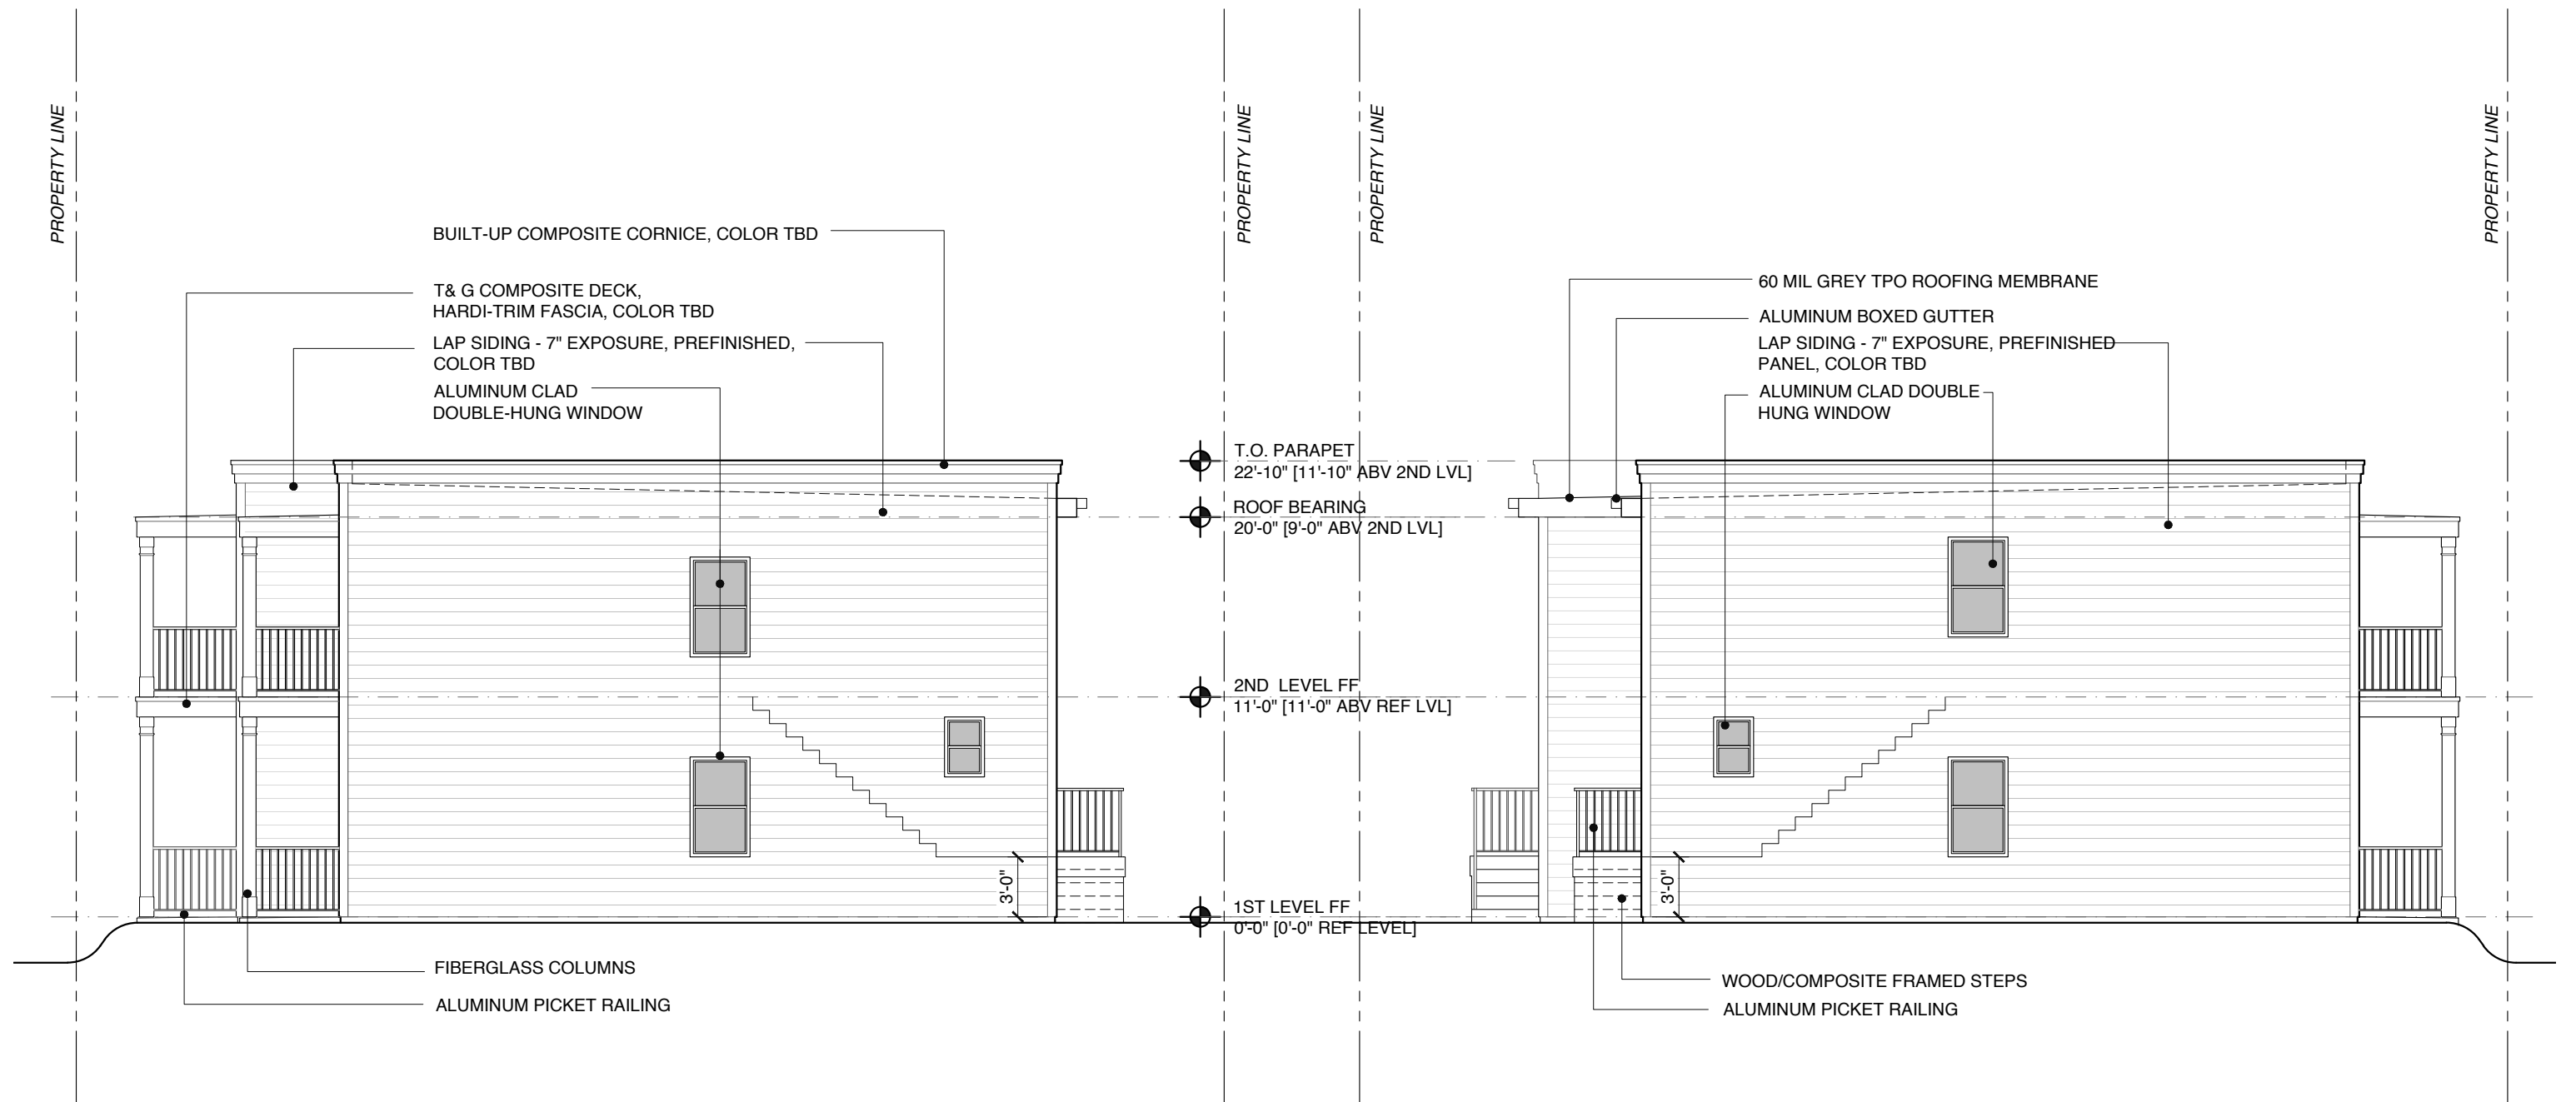 PROPERTY LINE
PROPERTY LINE
PROPERTY LINE
PROPERTY LINE
BUILT-UP COMPOSITE CORNICE, COLOR TBD
T& G COMPOSITE DECK,
HARDI-TRIM FASCIA, COLOR TBD
LAP SIDING - 7" EXPOSURE, PREFINISHED,
COLOR TBD
ALUMINUM CLAD
DOUBLE-HUNG WINDOW
60 MIL GREY TPO ROOFING MEMBRANE
ALUMINUM BOXED GUTTER
LAP SIDING - 7" EXPOSURE, PREFINISHED
PANEL, COLOR TBD
ALUMINUM CLAD DOUBLE
HUNG WINDOW
T.O. PARAPET
22'-10" [11'-10" ABV 2ND LVL]
ROOF BEARING
20'-0" [9'-0" ABV 2ND LVL]
2ND LEVEL FF
11'-0" [11'-0" ABV REF LVL]
3'-0"
3'-0"
1ST LEVEL FF
0'-0" [0'-0" REF LEVEL]
FIBERGLASS COLUMNS
ALUMINUM PICKET RAILING
WOOD/COMPOSITE FRAMED STEPS
ALUMINUM PICKET RAILING